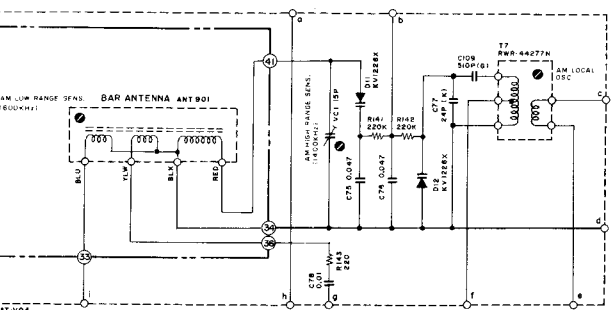 a
b
41
C109
510P(G)
T7
RWR-44277N
AM LOCAL
OSC
AM LOW RANGE SENS.
(600KHz)
BAR ANTENNA ANT 901
AM HIGH RANGE SENS.
(1400KHz)
VC1 15P
D11
KV1226X
R141
220K
R142
220K
C77
24P (K)
c
C75 0.047
C76 0.047
D12
KV1226X
BLU
YLW
BLK
RED
34
d
36
33
R143
220
C78
0.01
i
h
g
f
e